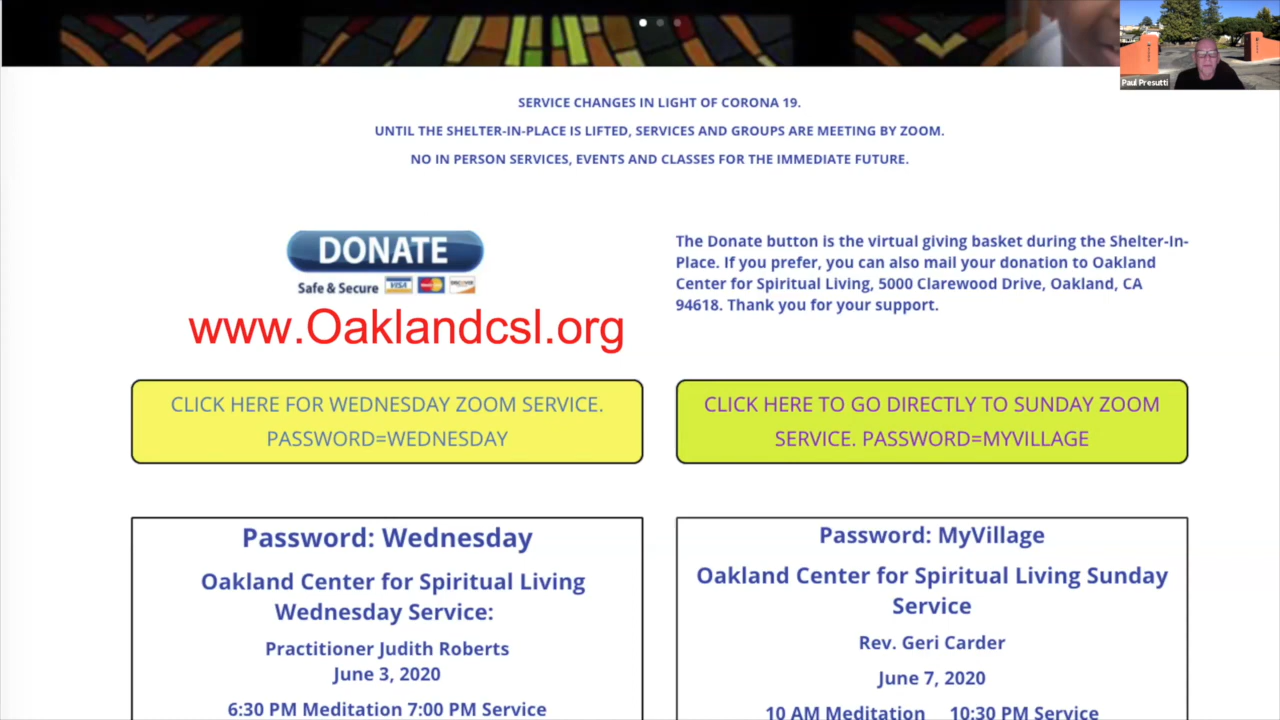 Paul Presutti
SERVICE CHANGES IN LIGHT OF CORONA 19.
UNTIL THE SHELTER-IN-PLACE IS LIFTED, SERVICES AND GROUPS ARE MEETING BY ZOOM.
NO IN PERSON SERVICES, EVENTS AND CLASSES FOR THE IMMEDIATE FUTURE.
DONATE
Safe & Secure VISA MasterCard DISCOVER
www.Oaklandcsl.org
The Donate button is the virtual giving basket during the Shelter-In-
Place. If you prefer, you can also mail your donation to Oakland
Center for Spiritual Living, 5000 Clarewood Drive, Oakland, CA
94618. Thank you for your support.
CLICK HERE FOR WEDNESDAY ZOOM SERVICE.
PASSWORD=WEDNESDAY
CLICK HERE TO GO DIRECTLY TO SUNDAY ZOOM
SERVICE. PASSWORD=MYVILLAGE
Password: Wednesday
Oakland Center for Spiritual Living
Wednesday Service:
Practitioner Judith Roberts
June 3, 2020
6:30 PM Meditation 7:00 PM Service
Password: MyVillage
Oakland Center for Spiritual Living Sunday
Service
Rev. Geri Carder
June 7, 2020
10 AM Meditation 10:30 PM Service